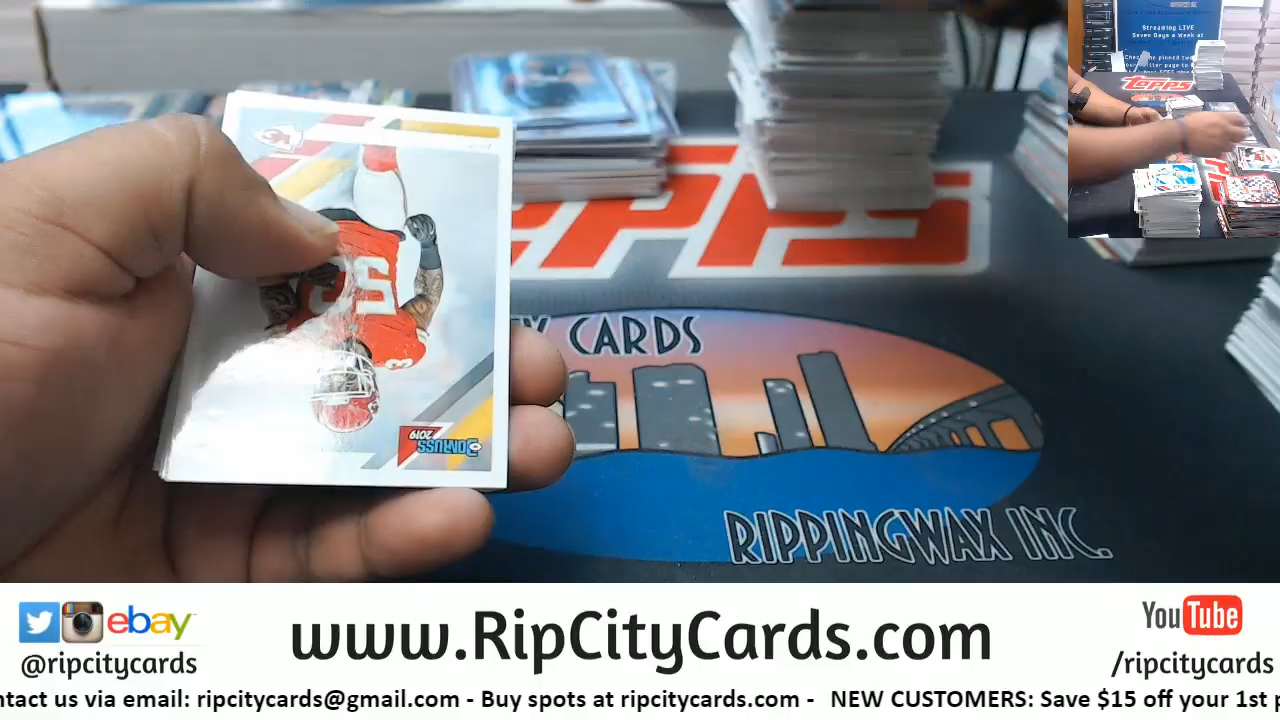 Streaming LIVE
Seven Days a Week at
TOPPS
DONRUSS
2019
CARDS
RIPPINGWAX INC.
ebay
www.RipCityCards.com
YouTube
@ripcitycards
/ripcitycards
ntact us via email: ripcitycards@gmail.com - Buy spots at ripcitycards.com - NEW CUSTOMERS: Save $15 off your 1st p